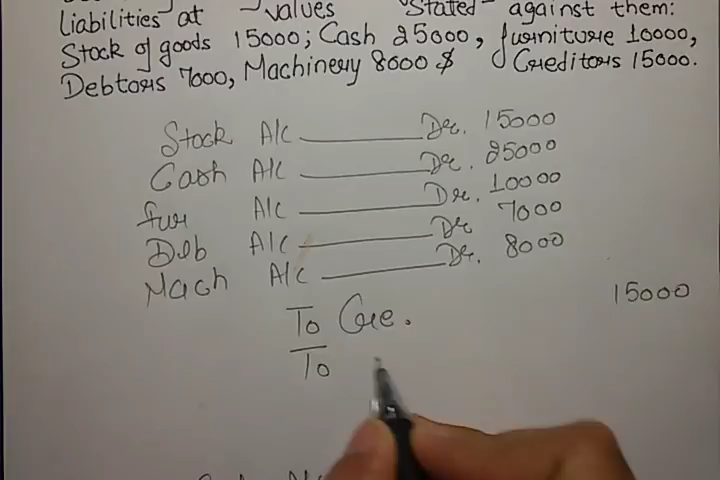 liabilities at values Stated against them:
Stock of goods 15000; Cash 25000, furniture 10000,
Debtors 7000, Machinery 8000 & Creditors 15000.
Stock A/c Dr. 15000
Cash A/c Dr. 25000
fur A/c Dr. 10000
Deb A/c Dr 7000
Mach A/c Dr. 8000
To Cre. 15000
To